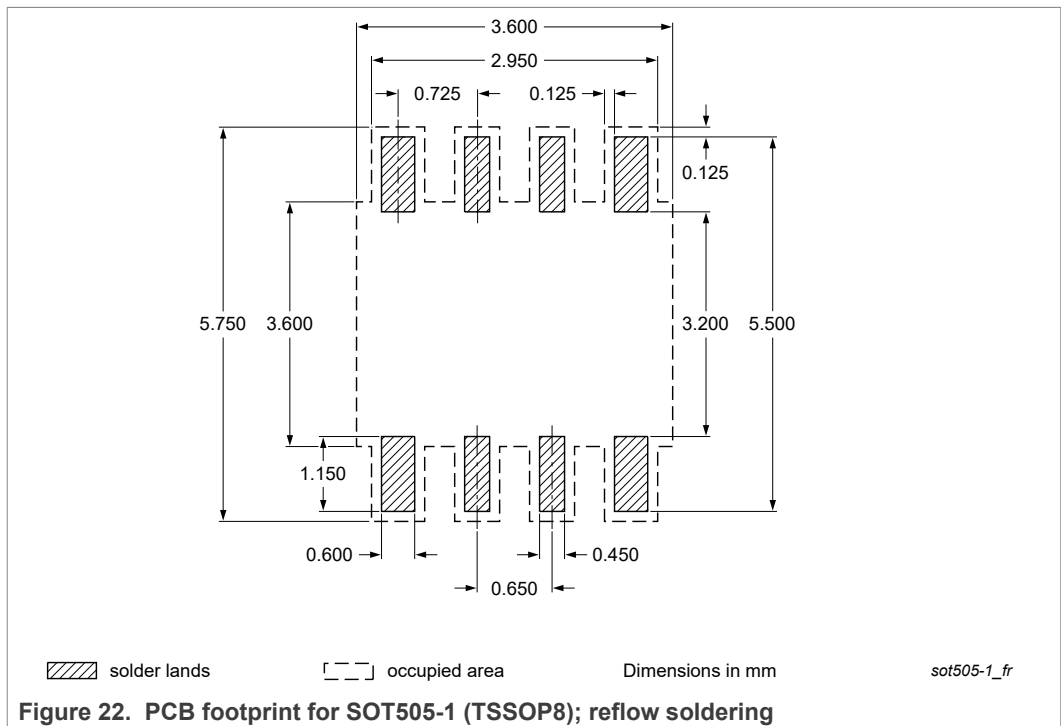 3.600
2.950
0.725 0.125
0.125
5.750 3.600 3.200 5.500
1.150
0.600 0.450
0.650
solder lands occupied area Dimensions in mm sot505-1_fr
Figure 22. PCB footprint for SOT505-1 (TSSOP8); reflow soldering